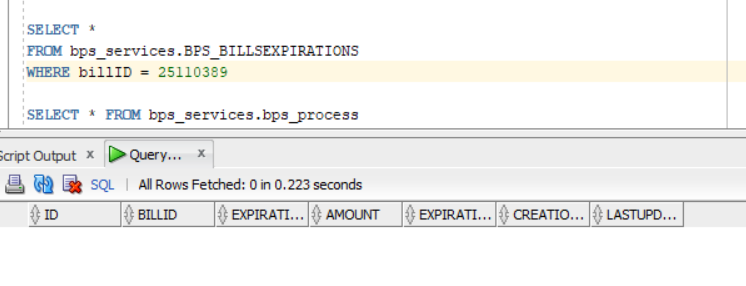 SELECT *
FROM bps_services.BPS_BILLSEXPIRATIONS
WHERE billID = 25110389
SELECT * FROM bps_services.bps_process
Script Output x Query... x
SQL | All Rows Fetched: 0 in 0.223 seconds
ID BILLID EXPIRATI... AMOUNT EXPIRATI... CREATIO... LASTUPD...